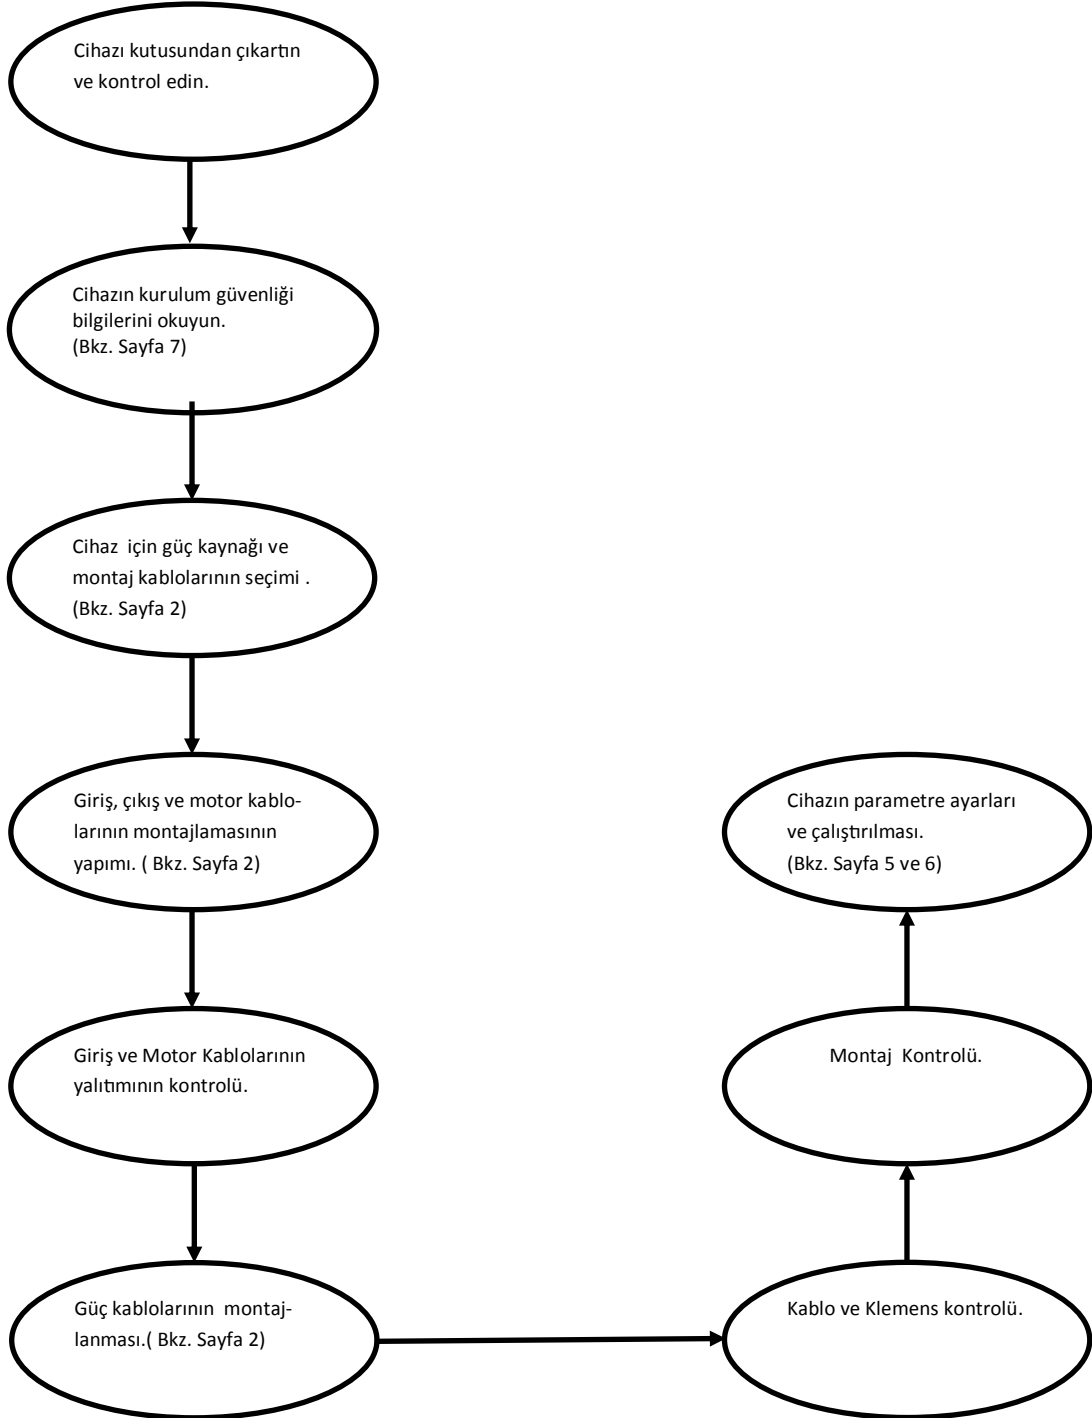 Cihazı kutusundan çıkartın
ve kontrol edin.
Cihazın kurulum güvenliği
bilgilerini okuyun.
(Bkz. Sayfa 7)
Cihaz  için güç kaynağı ve
montaj kablolarının seçimi .
(Bkz. Sayfa 2)
Giriş, çıkış ve motor kablo-
larının montajlamasının
yapımı. ( Bkz. Sayfa 2)
Giriş ve Motor Kablolarının
yalıtımının kontrolü.
Güç kablolarının  montaj-
lanması.( Bkz. Sayfa 2)
Kablo ve Klemens kontrolü.
Montaj  Kontrolü.
Cihazın parametre ayarları
ve çalıştırılması.
(Bkz. Sayfa 5 ve 6)